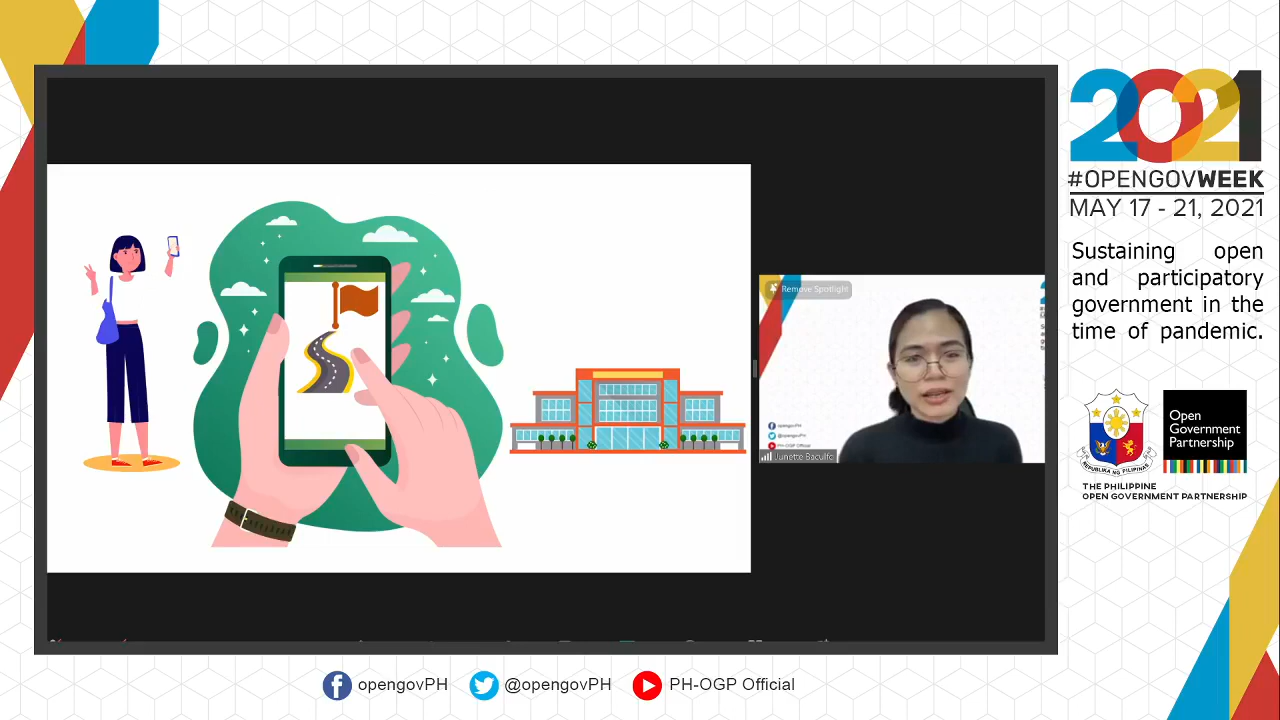 2021
#OPENGOVWEEK
MAY 17 - 21, 2021
Sustaining open
and participatory
government in the
time of pandemic.
Open
Government
Partnership
REPUBLIKA NG PILIPINAS
THE PHILIPPINE
OPEN GOVERNMENT PARTNERSHIP
Remove Spotlight
opengovPH
@opengovPH
PH-OGP Official
Junette
opengovPH
@opengovPH
PH-OGP Official